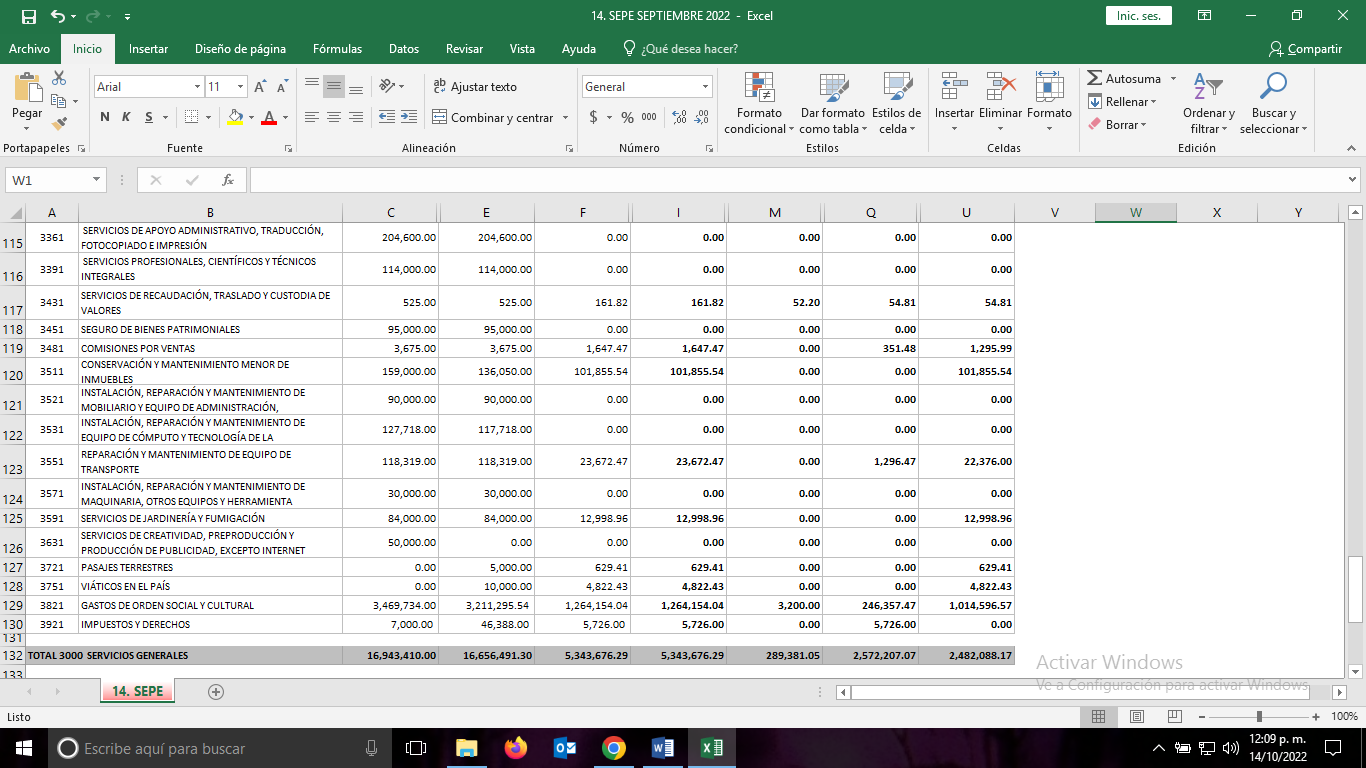 14. SEPE SEPTIEMBRE 2022 - Excel
Inic. ses.
Archivo Inicio Insertar Diseño de página Fórmulas Datos Revisar Vista Ayuda ¿Qué desea hacer? Compartir
Pegar
Arial 11
Ajustar texto
General
Combinar y centrar
N K S
$ % 000
Formato condicional
Dar formato como tabla
Estilos de celda
Insertar Eliminar Formato
Autosuma
Rellenar
Borrar
Ordenar y filtrar
Buscar y seleccionar
Portapapeles Fuente Alineación Número Estilos Celdas Edición
W1 fx
A B C E F I M Q U V W X Y
115 3361 SERVICIOS DE APOYO ADMINISTRATIVO, TRADUCCIÓN, FOTOCOPIADO E IMPRESIÓN 204,600.00 204,600.00 0.00 0.00 0.00 0.00 0.00
116 3391 SERVICIOS PROFESIONALES, CIENTÍFICOS Y TÉCNICOS INTEGRALES 114,000.00 114,000.00 0.00 0.00 0.00 0.00 0.00
117 3431 SERVICIOS DE RECAUDACIÓN, TRASLADO Y CUSTODIA DE VALORES 525.00 525.00 161.82 161.82 52.20 54.81 54.81
118 3451 SEGURO DE BIENES PATRIMONIALES 95,000.00 95,000.00 0.00 0.00 0.00 0.00 0.00
119 3481 COMISIONES POR VENTAS 3,675.00 3,675.00 1,647.47 1,647.47 0.00 351.48 1,295.99
120 3511 CONSERVACIÓN Y MANTENIMIENTO MENOR DE INMUEBLES 159,000.00 136,050.00 101,855.54 101,855.54 0.00 0.00 101,855.54
121 3521 INSTALACIÓN, REPARACIÓN Y MANTENIMIENTO DE MOBILIARIO Y EQUIPO DE ADMINISTRACIÓN, 90,000.00 90,000.00 0.00 0.00 0.00 0.00 0.00
122 3531 INSTALACIÓN, REPARACIÓN Y MANTENIMIENTO DE EQUIPO DE CÓMPUTO Y TECNOLOGÍA DE LA 127,718.00 117,718.00 0.00 0.00 0.00 0.00 0.00
123 3551 REPARACIÓN Y MANTENIMIENTO DE EQUIPO DE TRANSPORTE 118,319.00 118,319.00 23,672.47 23,672.47 0.00 1,296.47 22,376.00
124 3571 INSTALACIÓN, REPARACIÓN Y MANTENIMIENTO DE MAQUINARIA, OTROS EQUIPOS Y HERRAMIENTA 30,000.00 30,000.00 0.00 0.00 0.00 0.00 0.00
125 3591 SERVICIOS DE JARDINERÍA Y FUMIGACIÓN 84,000.00 84,000.00 12,998.96 12,998.96 0.00 0.00 12,998.96
126 3631 SERVICIOS DE CREATIVIDAD, PREPRODUCCIÓN Y PRODUCCIÓN DE PUBLICIDAD, EXCEPTO INTERNET 50,000.00 0.00 0.00 0.00 0.00 0.00 0.00
127 3721 PASAJES TERRESTRES 0.00 5,000.00 629.41 629.41 0.00 0.00 629.41
128 3751 VIÁTICOS EN EL PAÍS 0.00 10,000.00 4,822.43 4,822.43 0.00 0.00 4,822.43
129 3821 GASTOS DE ORDEN SOCIAL Y CULTURAL 3,469,734.00 3,211,295.54 1,264,154.04 1,264,154.04 3,200.00 246,357.47 1,014,596.57
130 3921 IMPUESTOS Y DERECHOS 7,000.00 46,388.00 5,726.00 5,726.00 0.00 5,726.00 0.00
131
132 TOTAL 3000 SERVICIOS GENERALES 16,943,410.00 16,656,491.30 5,343,676.29 5,343,676.29 289,381.05 2,572,207.07 2,482,088.17
133
Activar Windows
Ve a Configuración para activar Windows.
14. SEPE
Listo
100%
Escribe aquí para buscar
12:09 p. m.
14/10/2022